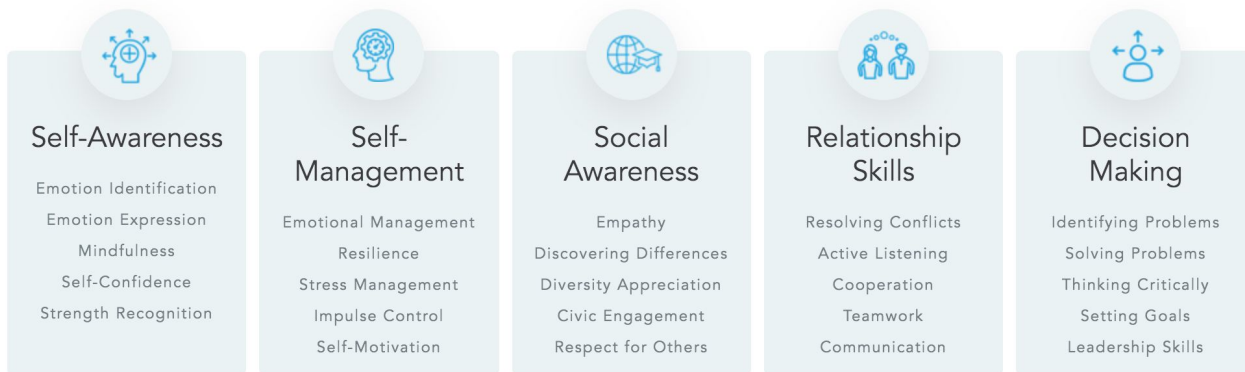 Self-Awareness
Emotion Identification
Emotion Expression
Mindfulness
Self-Confidence
Strength Recognition
Self-
Management
Emotional Management
Resilience
Stress Management
Impulse Control
Self-Motivation
Social
Awareness
Empathy
Discovering Differences
Diversity Appreciation
Civic Engagement
Respect for Others
Relationship
Skills
Resolving Conflicts
Active Listening
Cooperation
Teamwork
Communication
Decision
Making
Identifying Problems
Solving Problems
Thinking Critically
Setting Goals
Leadership Skills